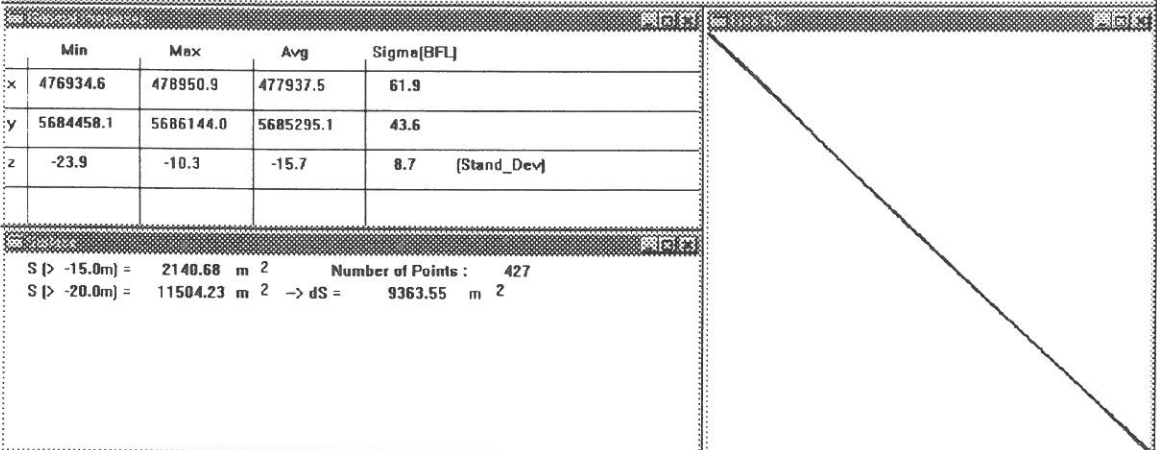 Min Max Avg Sigma(BFL)
x 476934.6 478950.9 477937.5 61.9
y 5684458.1 5686144.0 5685295.1 43.6
z -23.9 -10.3 -15.7 8.7 (Stand_Dev)
S (> -15.0m) = 2140.68 m 2 Number of Points : 427
S (> -20.0m) = 11504.23 m 2 -> dS = 9363.55 m 2